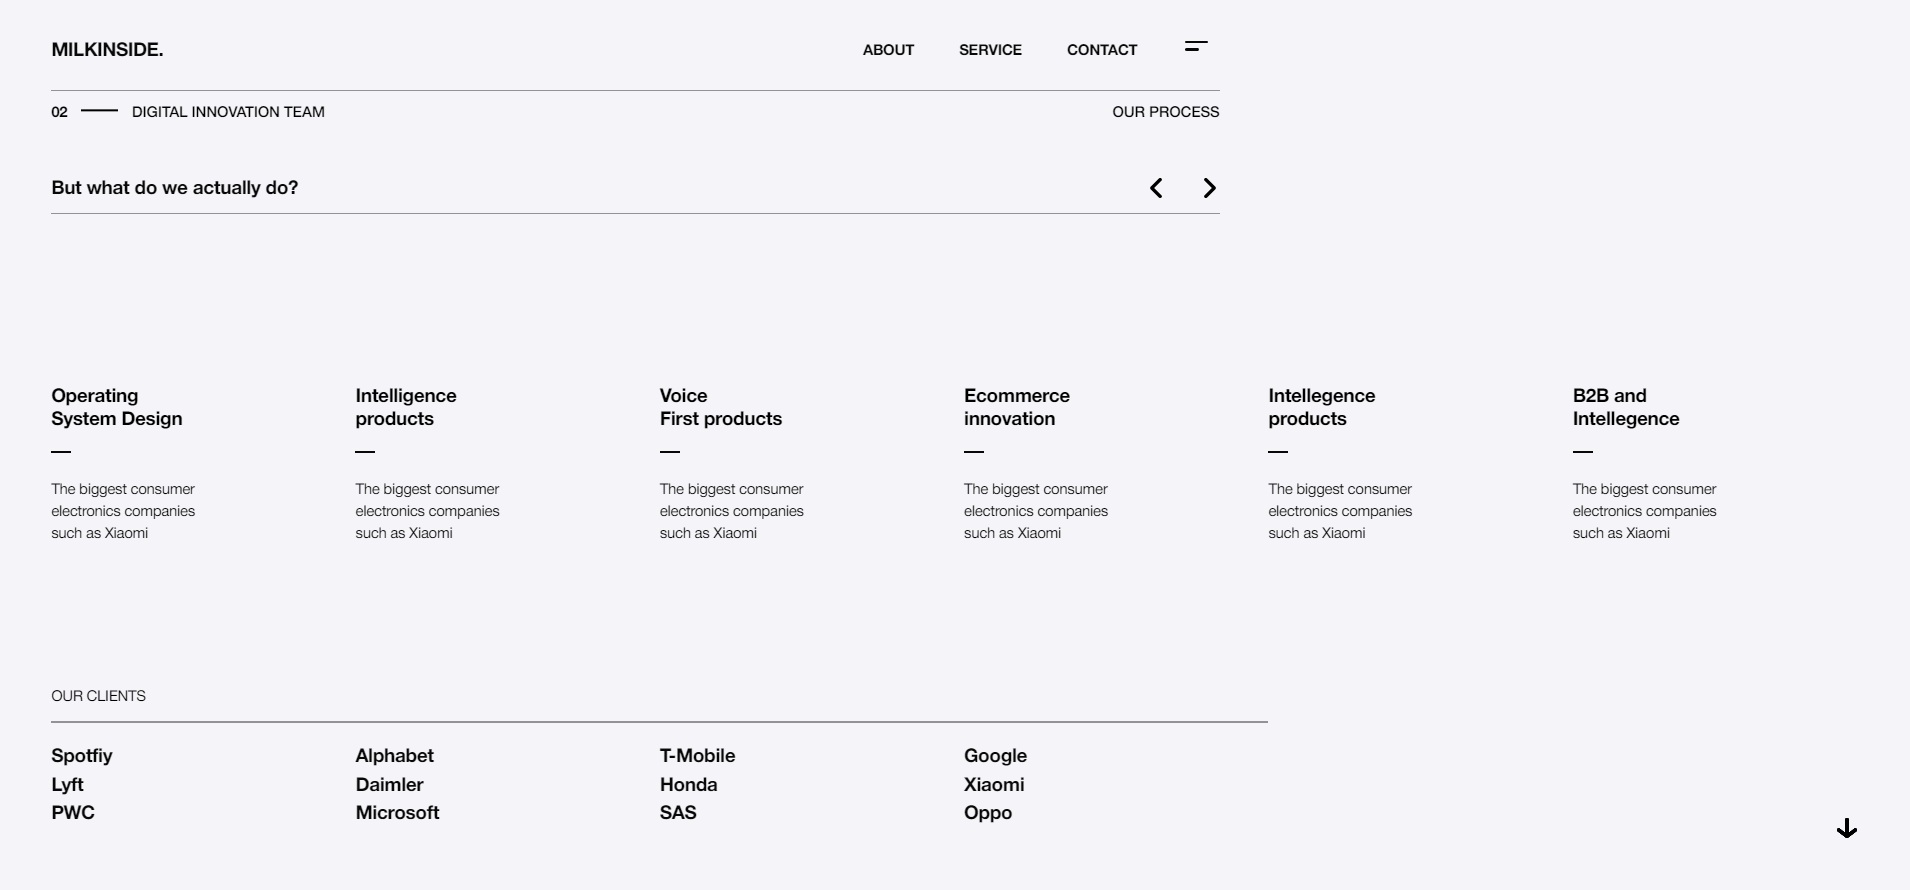 MILKINSIDE.
ABOUT SERVICE CONTACT
02 DIGITAL INNOVATION TEAM
OUR PROCESS
But what do we actually do?
Operating
System Design
The biggest consumer
electronics companies
such as Xiaomi
Intelligence
products
The biggest consumer
electronics companies
such as Xiaomi
Voice
First products
The biggest consumer
electronics companies
such as Xiaomi
Ecommerce
innovation
The biggest consumer
electronics companies
such as Xiaomi
Intellegence
products
The biggest consumer
electronics companies
such as Xiaomi
B2B and
Intellegence
The biggest consumer
electronics companies
such as Xiaomi
OUR CLIENTS
Spotfiy
Lyft
PWC
Alphabet
Daimler
Microsoft
T-Mobile
Honda
SAS
Google
Xiaomi
Oppo